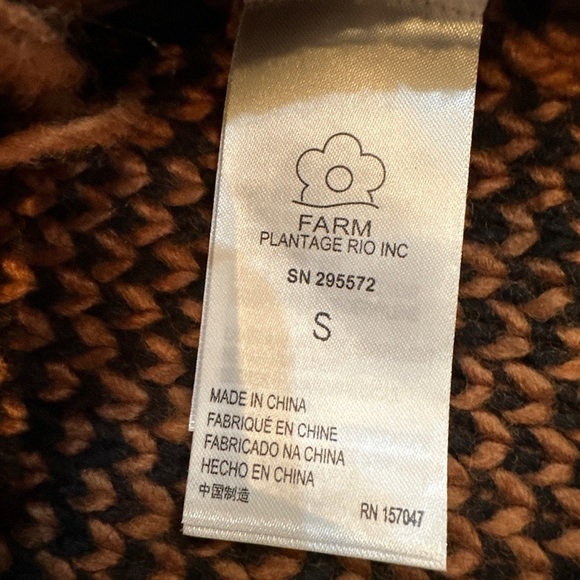 FARM
PLANTAGE RIO INC
SN 295572
S
MADE IN CHINA
FABRIQUÉ EN CHINE
FABRICADO NA CHINA
HECHO EN CHINA
中国制造
RN 157047